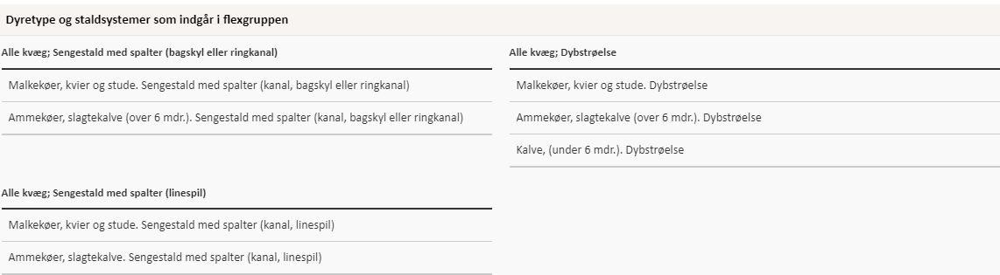 Dyretype og staldsystemer som indgår i flexgruppen
Alle kvæg; Sengestald med spalter (bagskyl eller ringkanal)
Malkekøer, kvier og stude. Sengestald med spalter (kanal, bagskyl eller ringkanal)
Ammekøer, slagtekalve (over 6 mdr.). Sengestald med spalter (kanal, bagskyl eller ringkanal)
Alle kvæg; Dybstrøelse
Malkekøer, kvier og stude. Dybstrøelse
Ammekøer, slagtekalve (over 6 mdr.). Dybstrøelse
Kalve, (under 6 mdr.). Dybstrøelse
Alle kvæg; Sengestald med spalter (linespil)
Malkekøer, kvier og stude. Sengestald med spalter (kanal, linespil)
Ammekøer, slagtekalve. Sengestald med spalter (kanal, linespil)